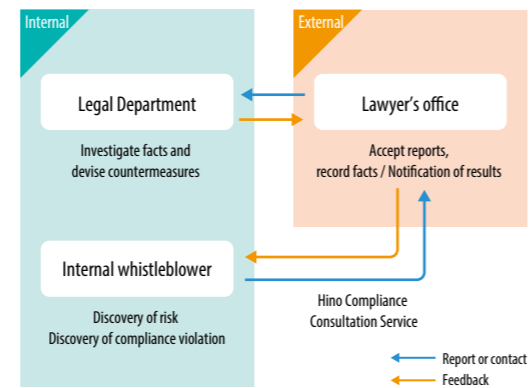 Internal
External
Legal Department
Lawyer's office
Investigate facts and
devise countermeasures
Accept reports,
record facts / Notification of results
Internal whistleblower
Discovery of risk
Discovery of compliance violation
Hino Compliance
Consultation Service
Report or contact
Feedback